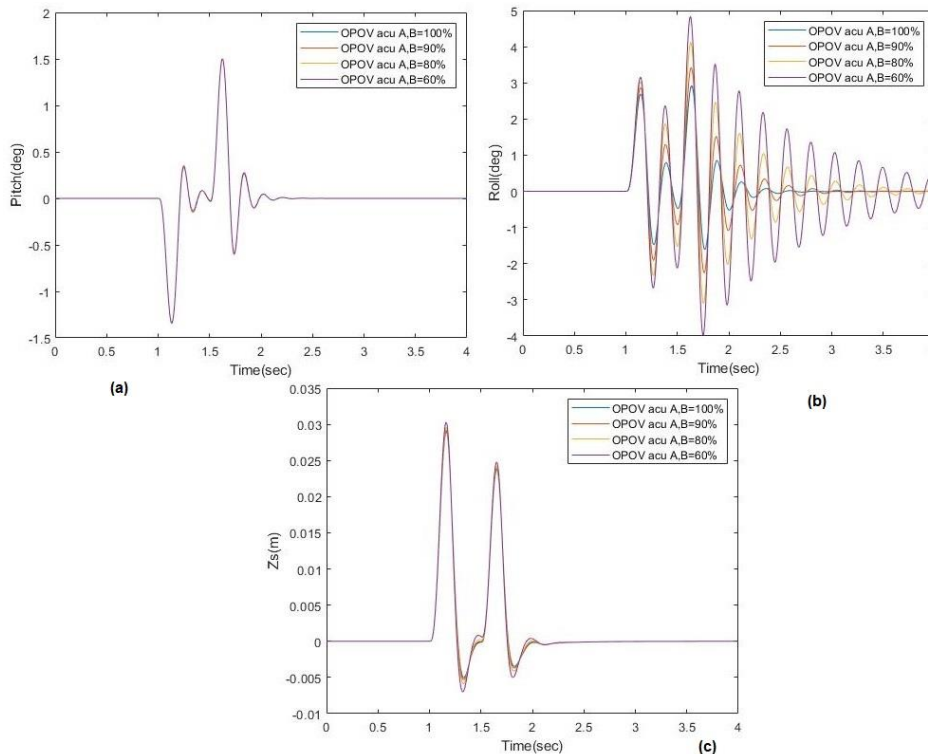 2
1.5
1
0.5
0
-0.5
-1
-1.5
Pitch(deg)
0 0.5 1 1.5 2 2.5 3 3.5 4
Time(sec)
OPOV acu A,B=100%
OPOV acu A,B=90%
OPOV acu A,B=80%
OPOV acu A,B=60%
(a)
5
4
3
2
1
0
-1
-2
-3
-4
Roll(deg)
0 0.5 1 1.5 2 2.5 3 3.5
Time(sec)
OPOV acu A,B=100%
OPOV acu A,B=90%
OPOV acu A,B=80%
OPOV acu A,B=60%
(b)
0.035
0.03
0.025
0.02
0.015
0.01
0.005
0
-0.005
-0.01
Zs(m)
0 0.5 1 1.5 2 2.5 3 3.5 4
Time(sec)
OPOV acu A,B=100%
OPOV acu A,B=90%
OPOV acu A,B=80%
OPOV acu A,B=60%
(c)